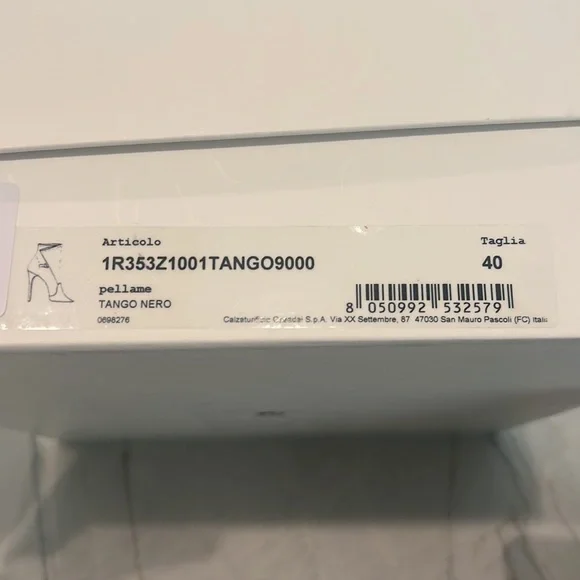 Articolo
Taglia
1R353Z1001TANGO9000
40
pellame
TANGO NERO
8 050992 532579
0698276
S.p.A. Via XX Settembre, 87 47030 San Mauro Pascoli (FC) Italia